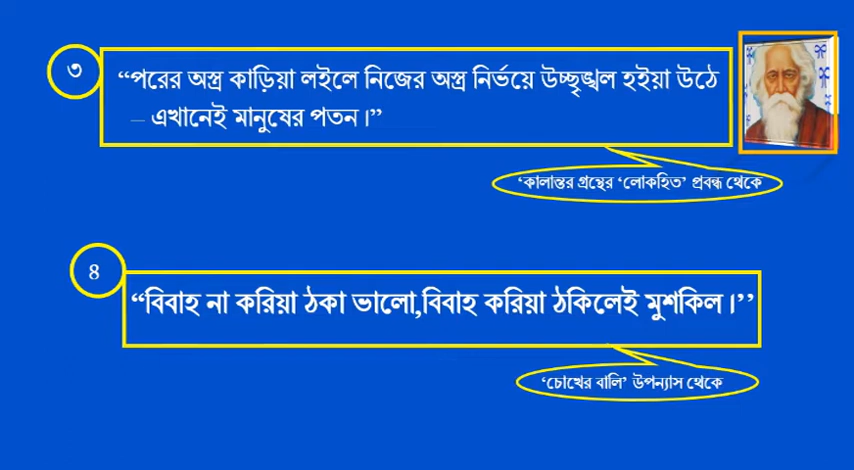 ৩
“পরের অস্ত্র কাড়িয়া লইলে নিজের অস্ত্র নির্ভয়ে উচ্ছৃঙ্খল হইয়া উঠে
– এখানেই মানুষের পতন।”
‘কালান্তর গ্রন্থের ‘লোকহিত’ প্রবন্ধ থেকে
৪
“বিবাহ না করিয়া ঠকা ভালো,বিবাহ করিয়া ঠকিলেই মুশকিল।’’
‘চোখের বালি’ উপন্যাস থেকে